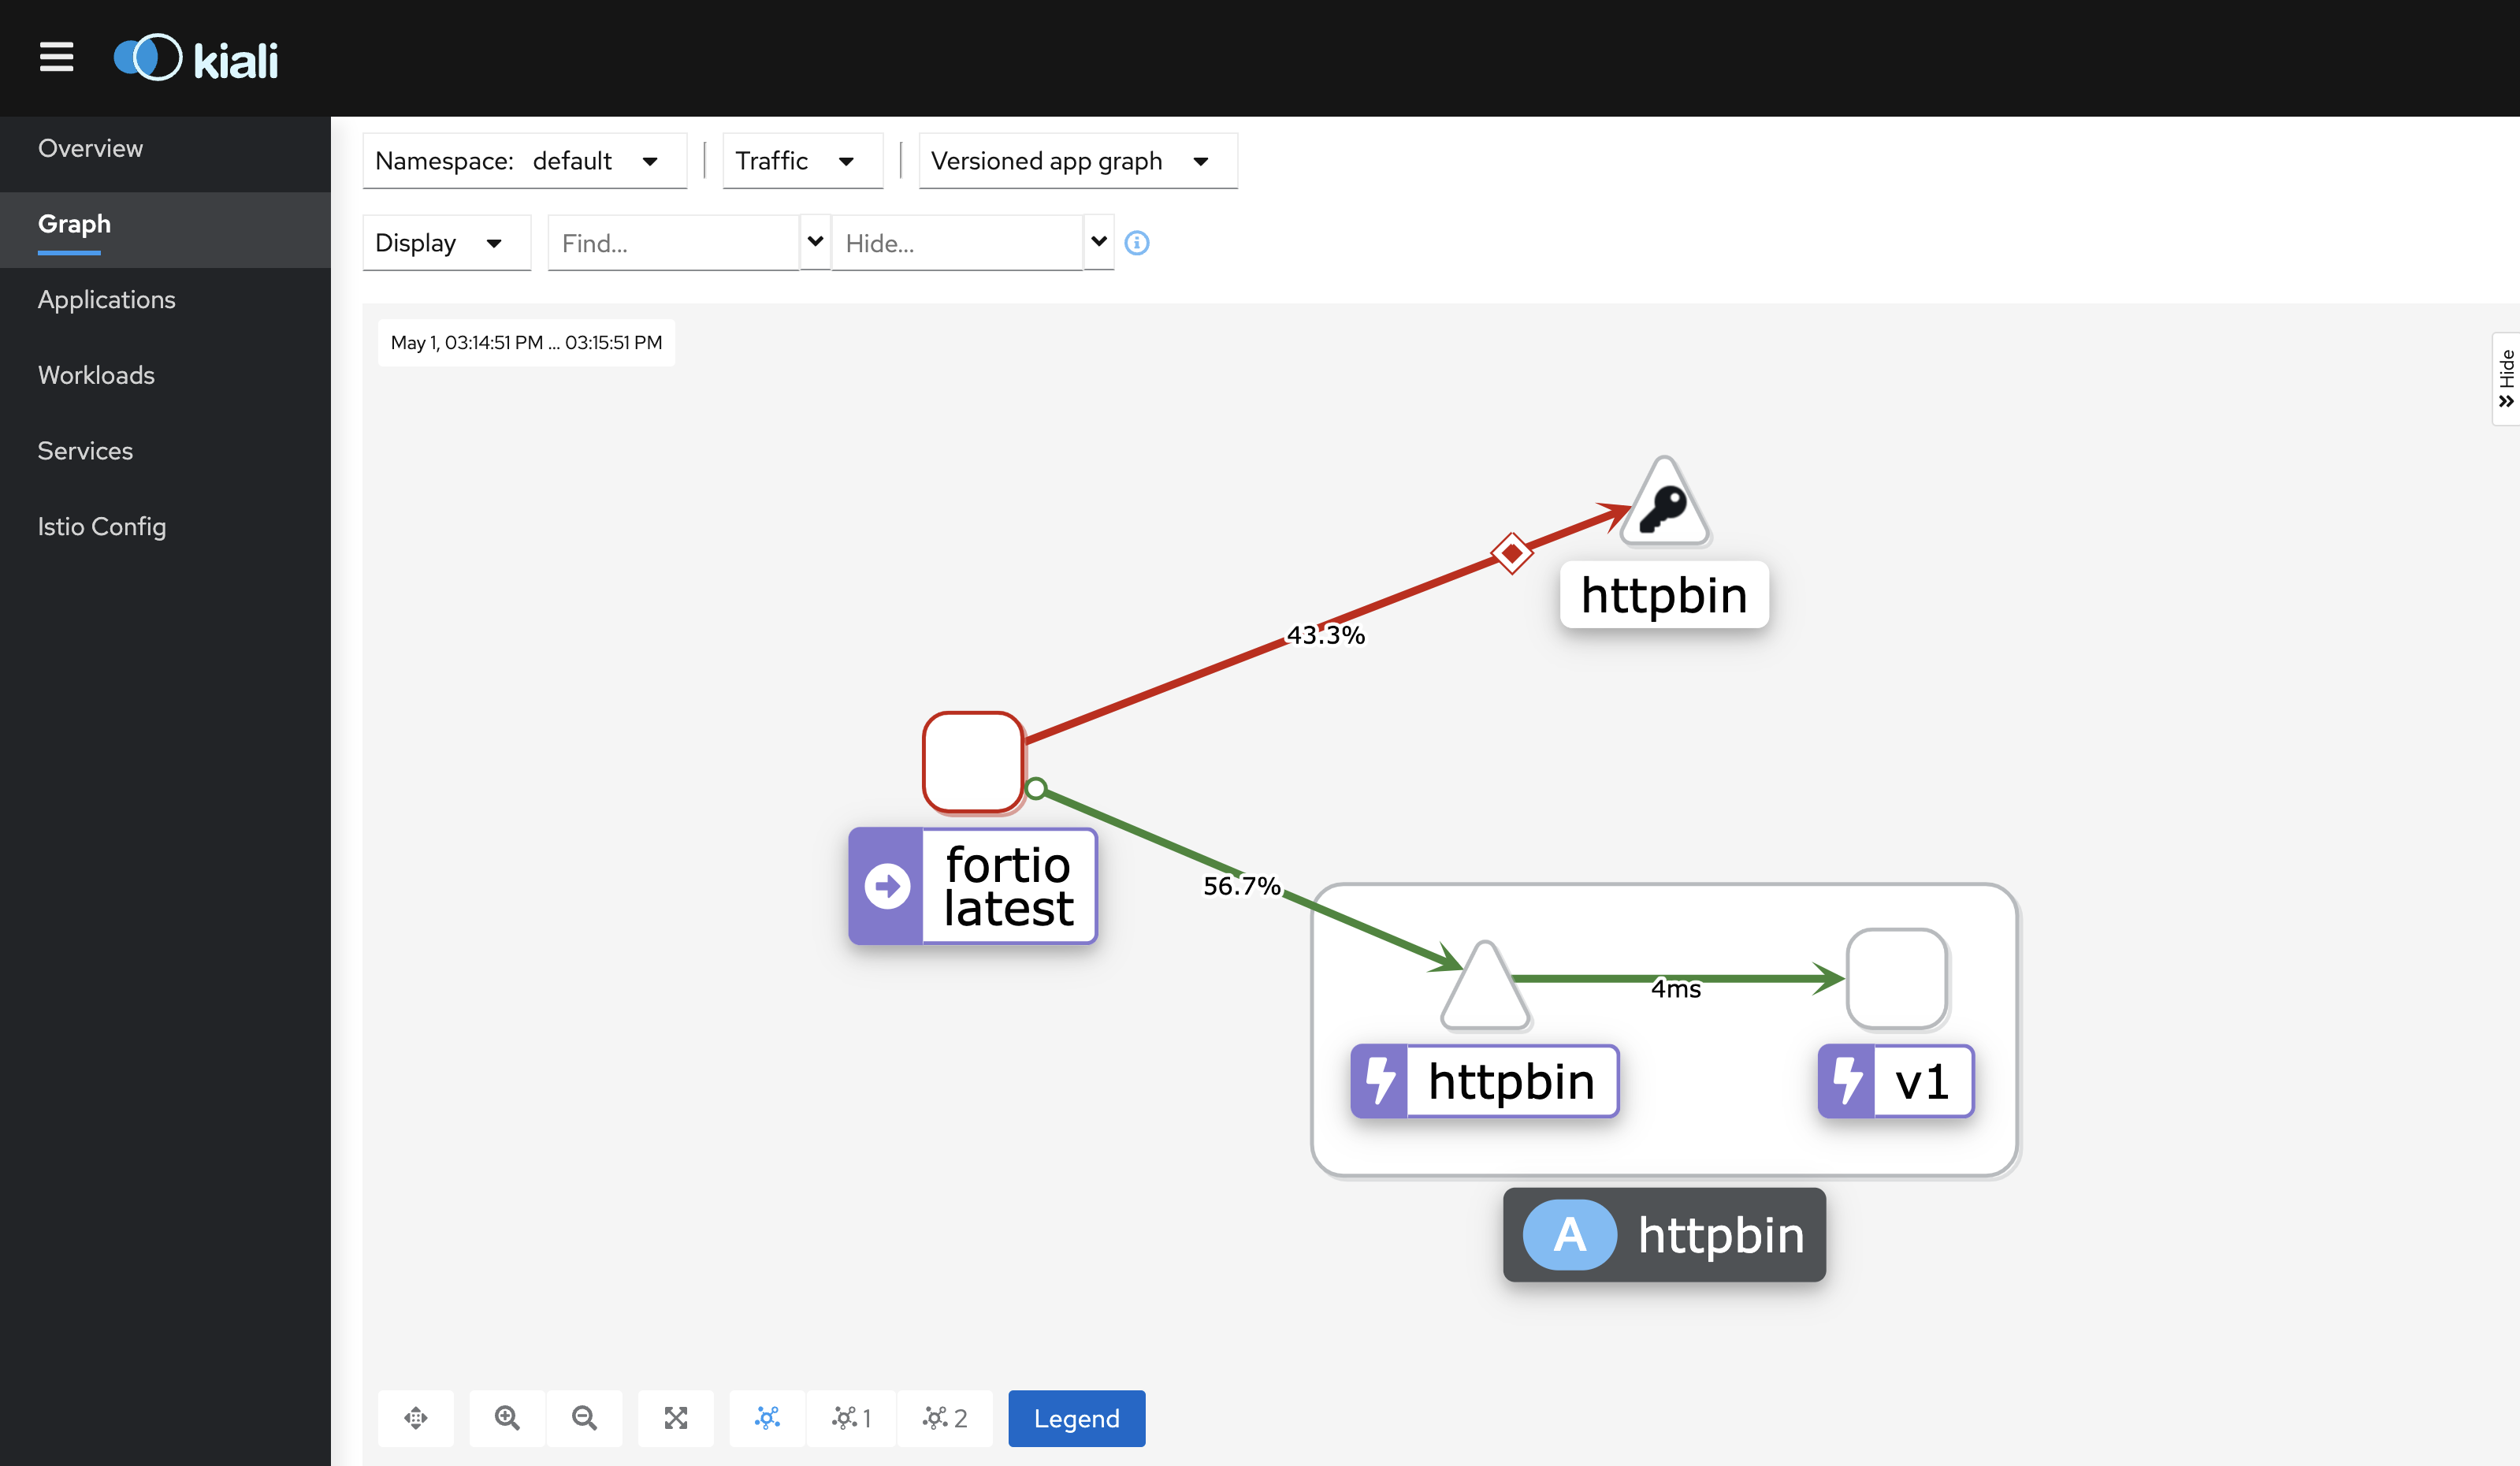 kiali
Overview
Graph
Applications
Workloads
Services
Istio Config
Namespace: default
Traffic
Versioned app graph
Display
Find...
Hide...
May 1, 03:14:51 PM ... 03:15:51 PM
Hide
httpbin
43.3%
fortio
latest
56.7%
4ms
httpbin
v1
A httpbin
1
2
Legend